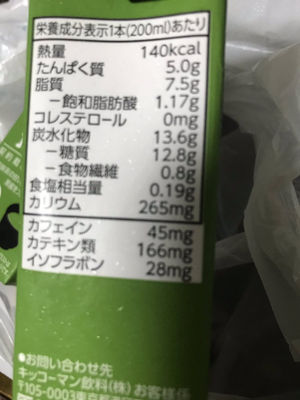 栄養成分表示1本(200ml)あたり
熱量 140kcal
たんぱく質 5.0g
脂質 7.5g
－飽和脂肪酸 1.17g
コレステロール 0mg
炭水化物 13.6g
－糖質 12.8g
－食物繊維 0.8g
食塩相当量 0.19g
カリウム 265mg
カフェイン 45mg
カテキン類 166mg
イソフラボン 28mg
●お問い合わせ先
キッコーマン飲料(株) お客様
〒105-0003東京都